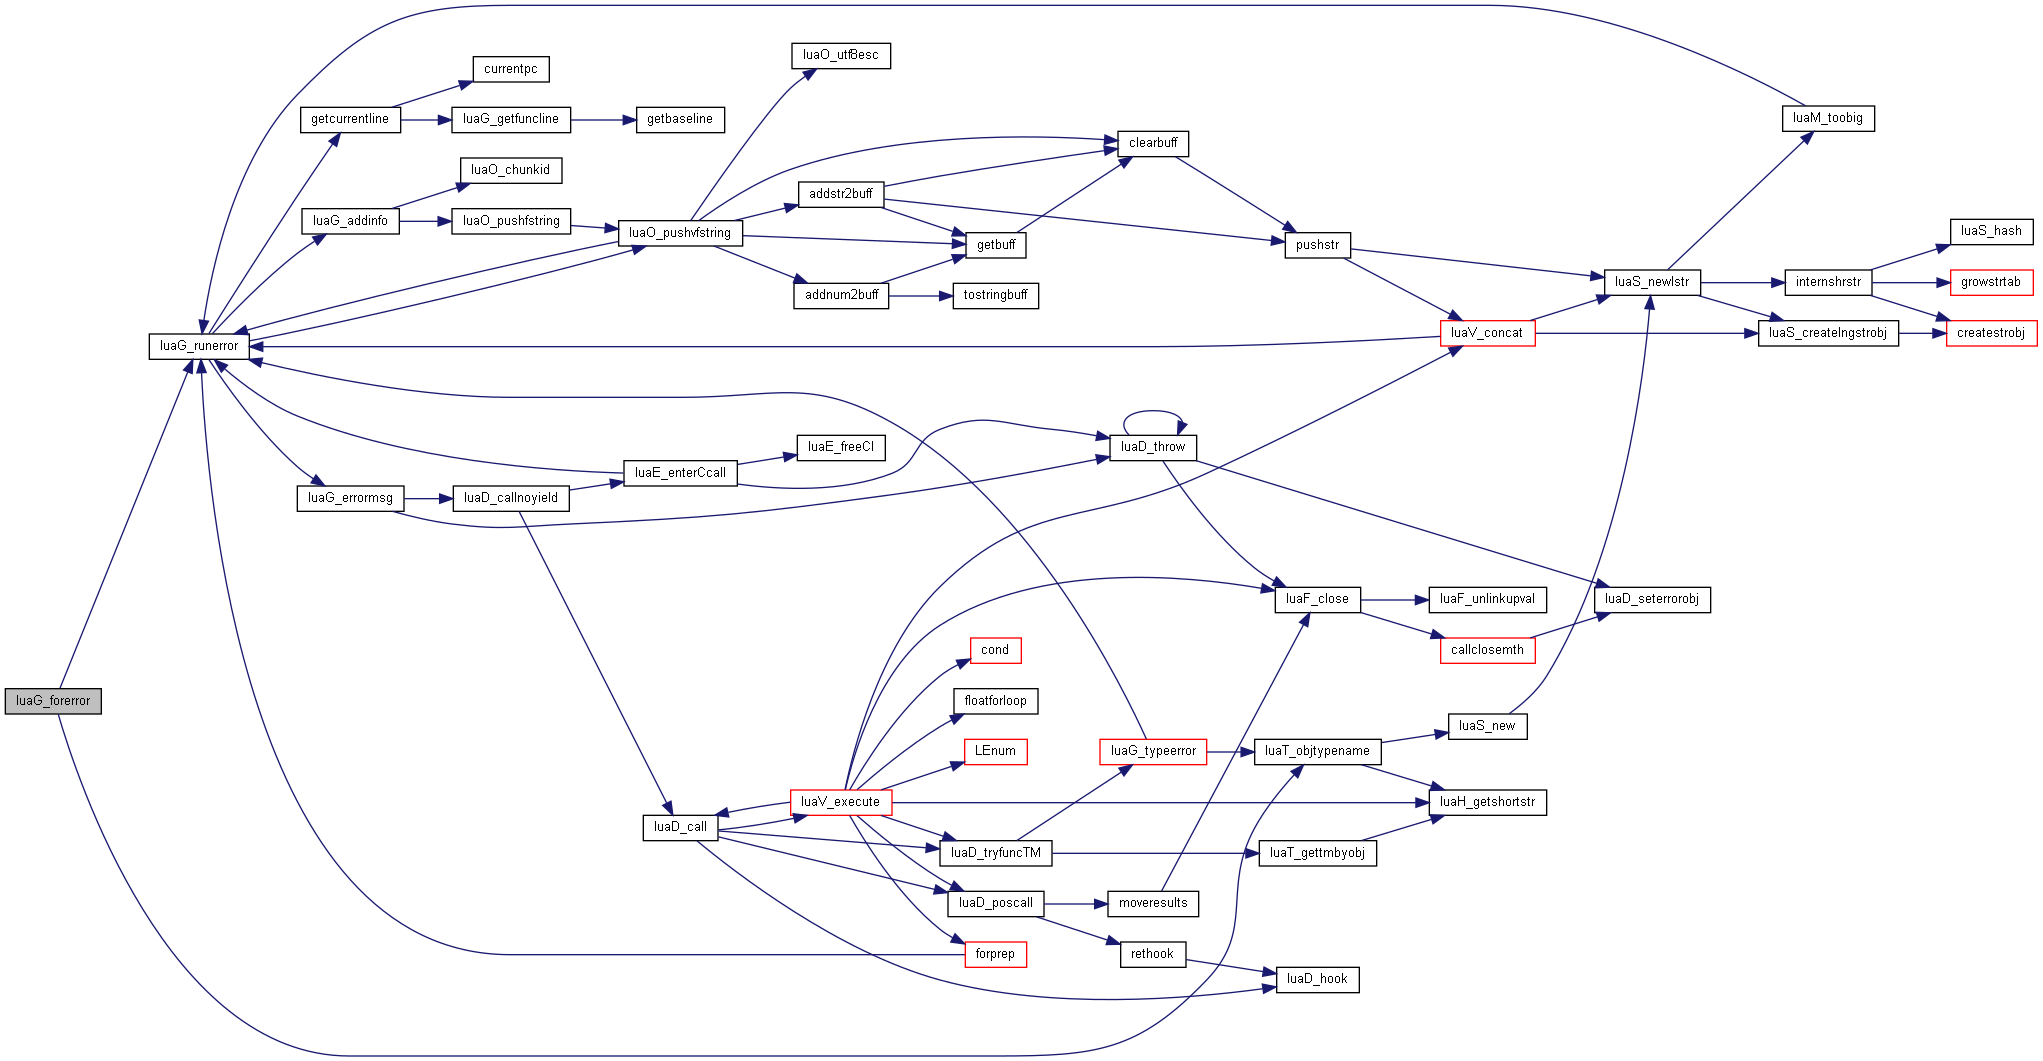 luaO_utf8esc
currentpc
getcurrentline
luaG_getfuncline
getbaseline
luaM_toobig
clearbuff
luaO_chunkid
addstr2buff
luaG_addinfo
luaO_pushfstring
luaO_pushvfstring
luaS_hash
getbuff
pushstr
luaS_newlstr
internshrstr
growstrtab
addnum2buff
tostringbuff
luaG_runerror
luaV_concat
luaS_createlngstrobj
createstrobj
luaE_freeCI
luaD_throw
luaE_enterCcall
luaG_errormsg
luaD_callnoyield
luaF_close
luaF_unlinkupval
luaD_seterrorobj
cond
callclosemth
luaG_forerror
floatforloop
luaS_new
LEnum
luaG_typeerror
luaT_objtypename
luaV_execute
luaH_getshortstr
luaD_call
luaD_tryfuncTM
luaT_gettmbyobj
luaD_poscall
moveresults
forprep
rethook
luaD_hook